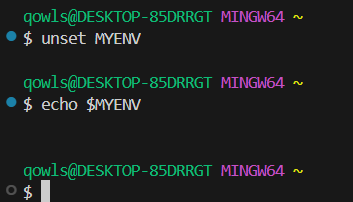 qowls@DESKTOP-85DRRGT MINGW64 ~
$ unset MYENV
qowls@DESKTOP-85DRRGT MINGW64 ~
$ echo $MYENV
qowls@DESKTOP-85DRRGT MINGW64 ~
$